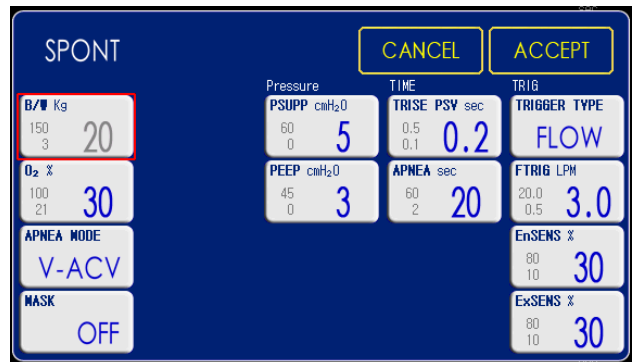 sec
SPONT
CANCEL
ACCEPT
Pressure
TIME
TRIG
B/W Kg
150
3
20
PSUPP cmH₂O
60
0
5
TRISE PSV sec
0.5
0.1
0.2
TRIGGER TYPE
FLOW
O₂ %
100
21
30
PEEP cmH₂O
45
0
3
APNEA sec
60
2
20
FTRIG LPM
20.0
0.5
3.0
APNEA MODE
V-ACV
EnSENS %
80
10
30
MASK
OFF
ExSENS %
80
10
30